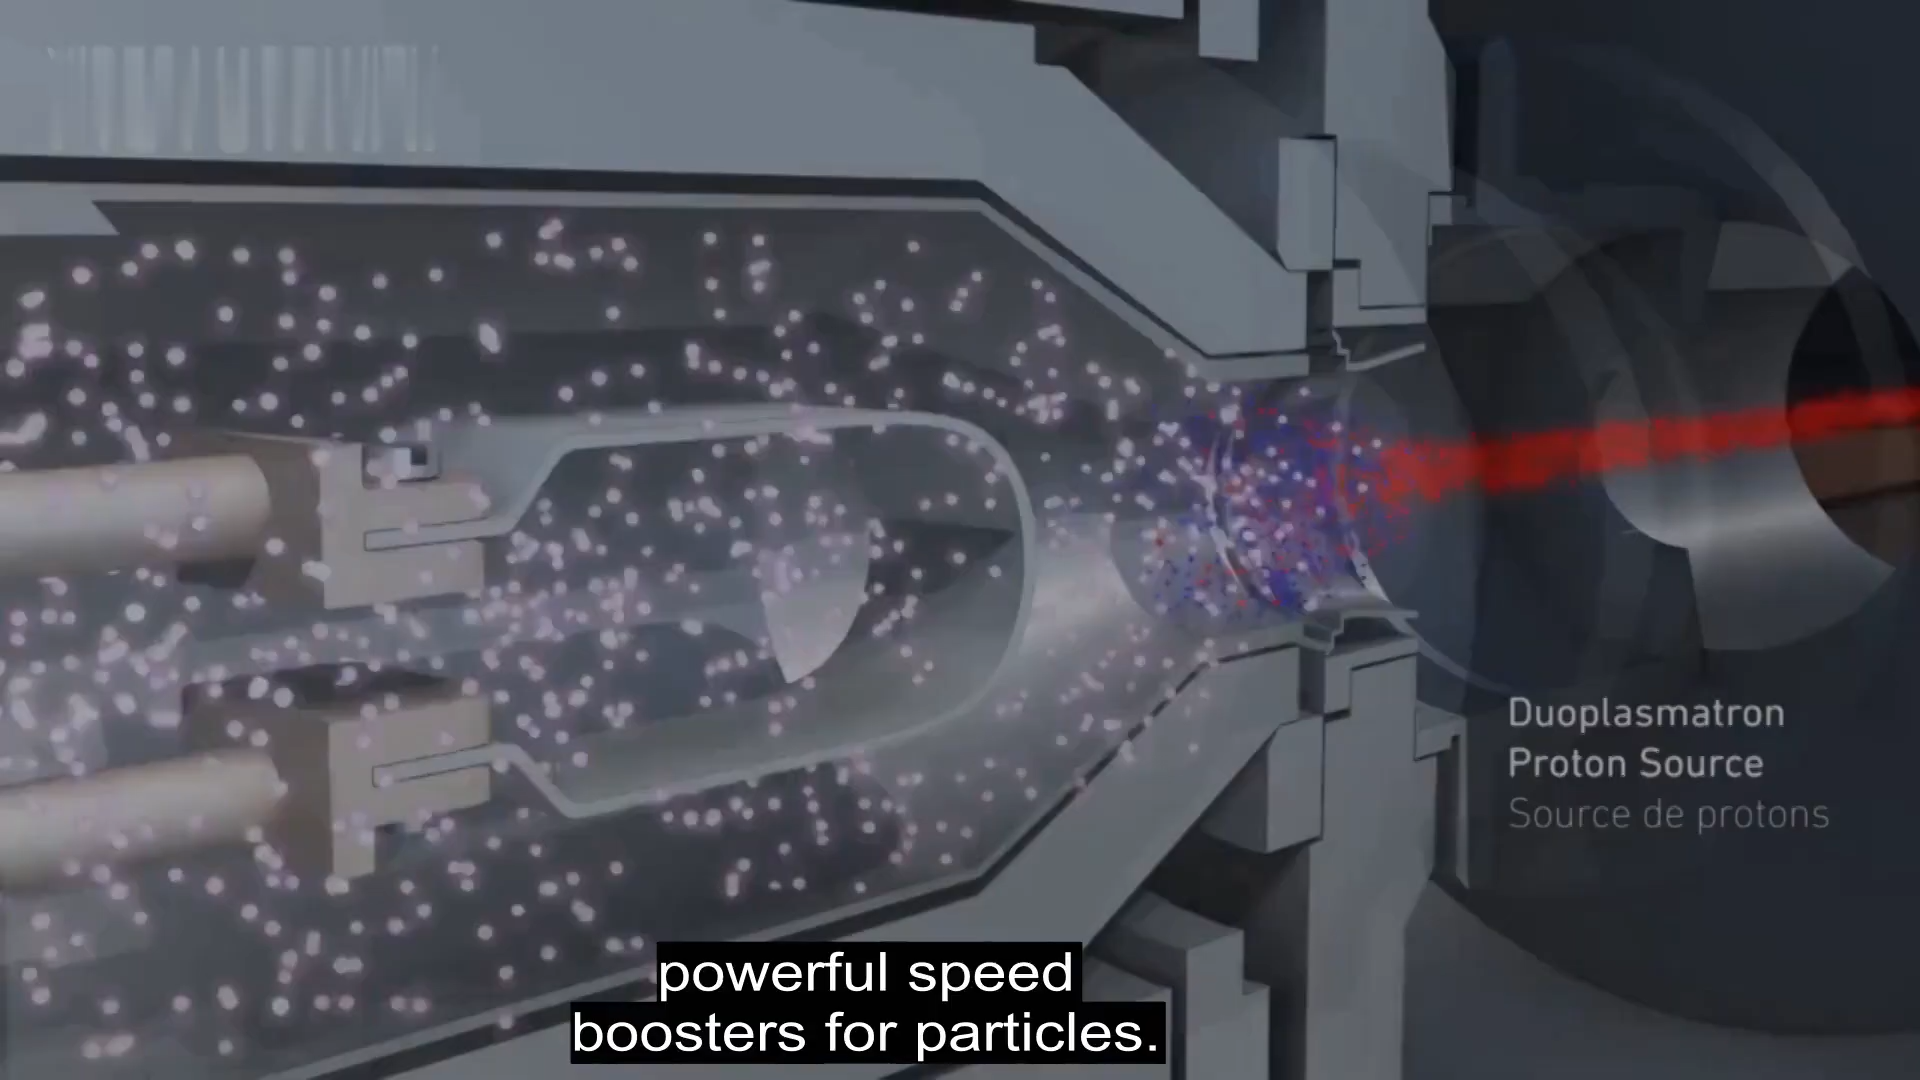 Duoplasmatron
Proton Source
Source de protons
powerful speed
boosters for particles.